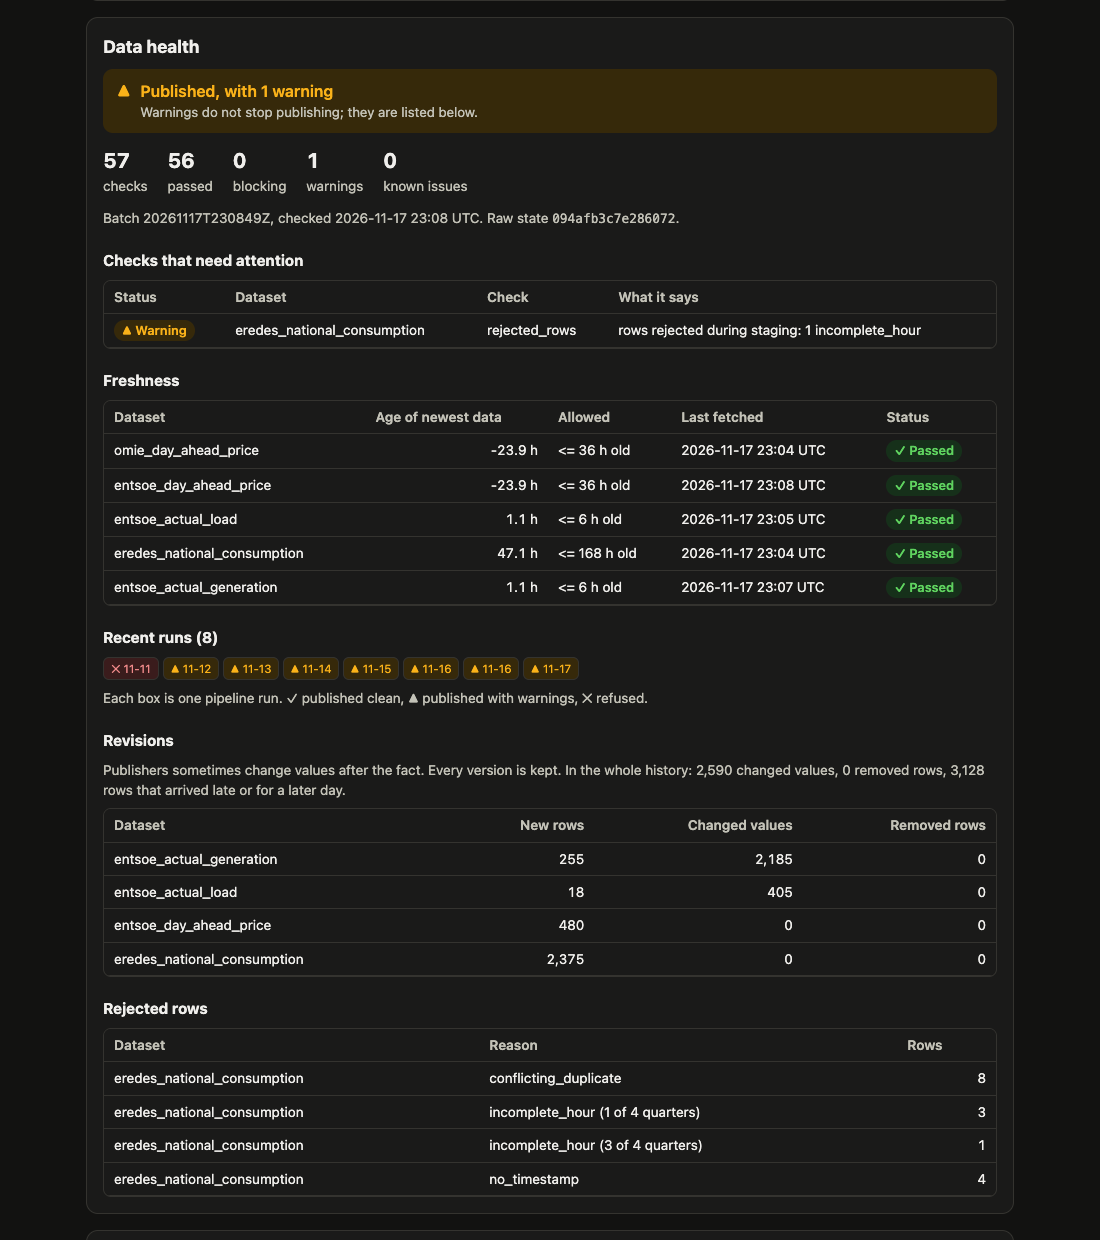 Data health
Published, with 1 warning
Warnings do not stop publishing; they are listed below.
57 56 0 1 0
checks passed blocking warnings known issues
Batch 20261117T230849Z, checked 2026-11-17 23:08 UTC. Raw state 094afb3c7e286072.
Checks that need attention
Status Dataset Check What it says
Warning eredes_national_consumption rejected_rows rows rejected during staging: 1 incomplete_hour
Freshness
Dataset Age of newest data Allowed Last fetched Status
omie_day_ahead_price -23.9 h <= 36 h old 2026-11-17 23:04 UTC ✓ Passed
entsoe_day_ahead_price -23.9 h <= 36 h old 2026-11-17 23:08 UTC ✓ Passed
entsoe_actual_load 1.1 h <= 6 h old 2026-11-17 23:05 UTC ✓ Passed
eredes_national_consumption 47.1 h <= 168 h old 2026-11-17 23:04 UTC ✓ Passed
entsoe_actual_generation 1.1 h <= 6 h old 2026-11-17 23:07 UTC ✓ Passed
Recent runs (8)
✕ 11-11 ▲ 11-12 ▲ 11-13 ▲ 11-14 ▲ 11-15 ▲ 11-16 ▲ 11-16 ▲ 11-17
Each box is one pipeline run. ✓ published clean, ▲ published with warnings, ✕ refused.
Revisions
Publishers sometimes change values after the fact. Every version is kept. In the whole history: 2,590 changed values, 0 removed rows, 3,128
rows that arrived late or for a later day.
Dataset New rows Changed values Removed rows
entsoe_actual_generation 255 2,185 0
entsoe_actual_load 18 405 0
entsoe_day_ahead_price 480 0 0
eredes_national_consumption 2,375 0 0
Rejected rows
Dataset Reason Rows
eredes_national_consumption conflicting_duplicate 8
eredes_national_consumption incomplete_hour (1 of 4 quarters) 3
eredes_national_consumption incomplete_hour (3 of 4 quarters) 1
eredes_national_consumption no_timestamp 4